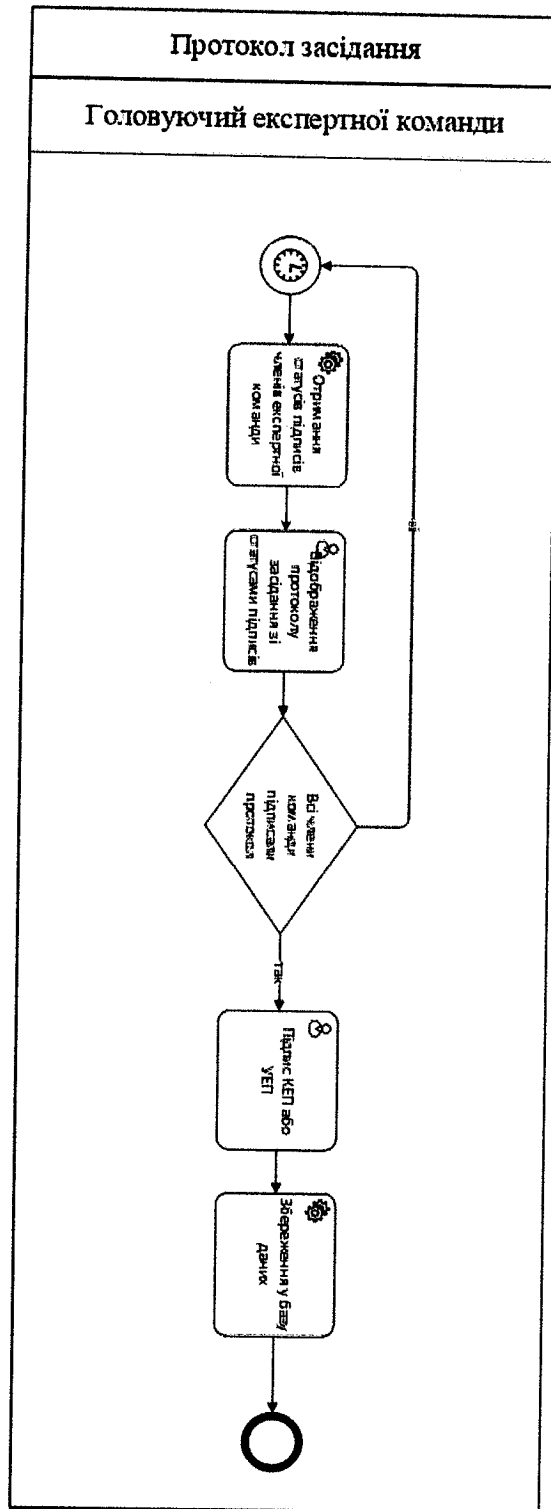 Протокол засідання
Головуючий експертної команди
Отримання
статусів підписів
членів експертної
команди
Відображення
протоколу
засідання зі
статусами підписів
Всі члени
команди
підписали
протокол
так
Підпис КЕП або
УЕП
Збереження у базу
даних